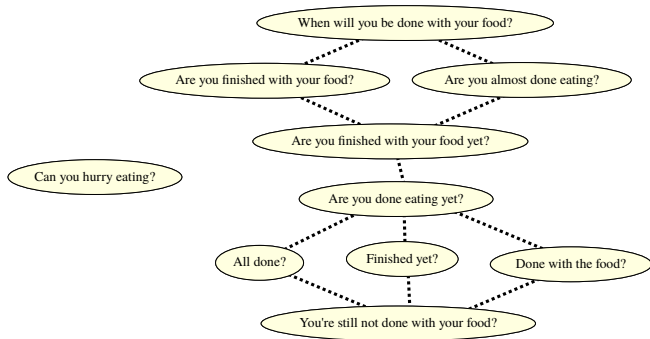 When will you be done with your food?
Are you finished with your food?
Are you almost done eating?
Are you finished with your food yet?
Can you hurry eating?
Are you done eating yet?
All done?
Finished yet?
Done with the food?
You're still not done with your food?